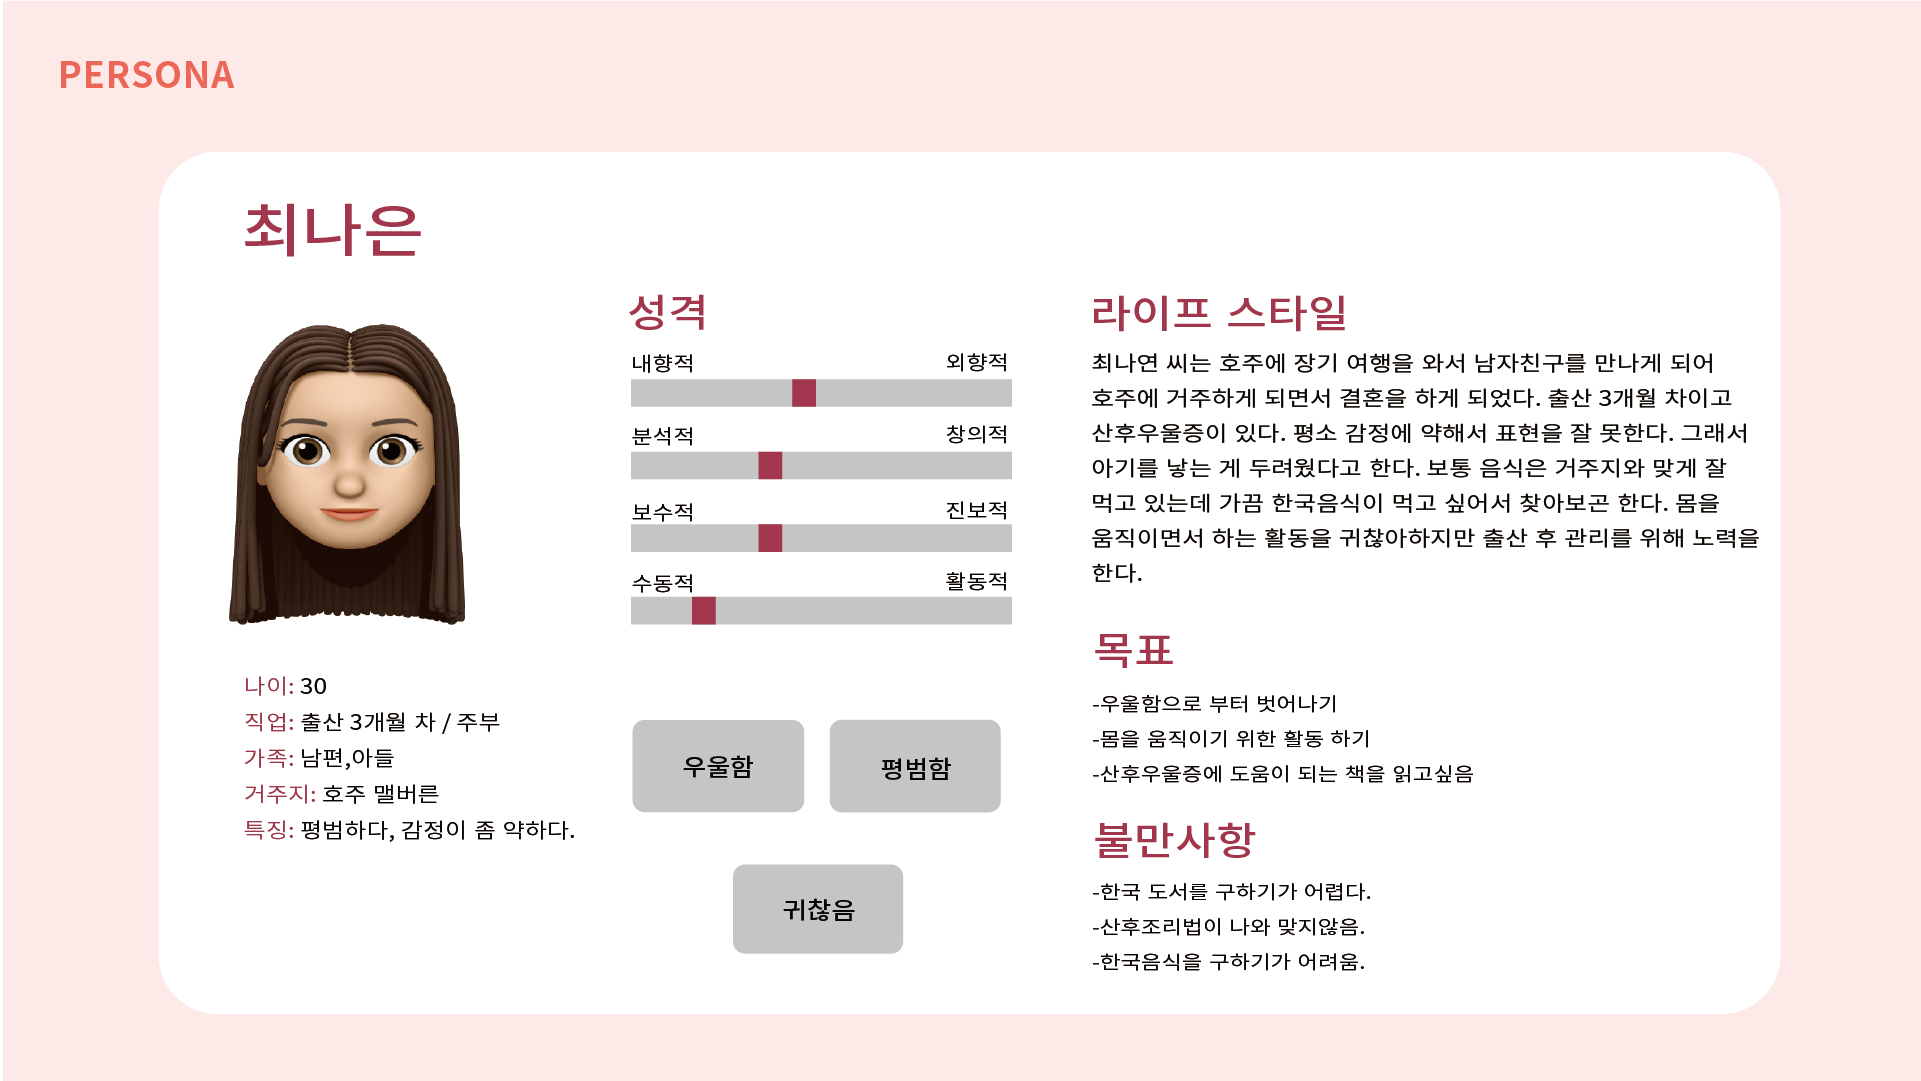 PERSONA
최나은
나이: 30
직업: 출산 3개월 차 / 주부
가족: 남편,아들
거주지: 호주 맬버른
특징: 평범하다, 감정이 좀 약하다.
성격
내향적 외향적
분석적 창의적
보수적 진보적
수동적 활동적
우울함 평범함
귀찮음
라이프 스타일
최나연 씨는 호주에 장기 여행을 와서 남자친구를 만나게 되어
호주에 거주하게 되면서 결혼을 하게 되었다. 출산 3개월 차이고
산후우울증이 있다. 평소 감정에 약해서 표현을 잘 못한다. 그래서
아기를 낳는 게 두려웠다고 한다. 보통 음식은 거주지와 맞게 잘
먹고 있는데 가끔 한국음식이 먹고 싶어서 찾아보곤 한다. 몸을
움직이면서 하는 활동을 귀찮아하지만 출산 후 관리를 위해 노력을
한다.
목표
-우울함으로 부터 벗어나기
-몸을 움직이기 위한 활동 하기
-산후우울증에 도움이 되는 책을 읽고싶음
불만사항
-한국 도서를 구하기가 어렵다.
-산후조리법이 나와 맞지않음.
-한국음식을 구하기가 어려움.